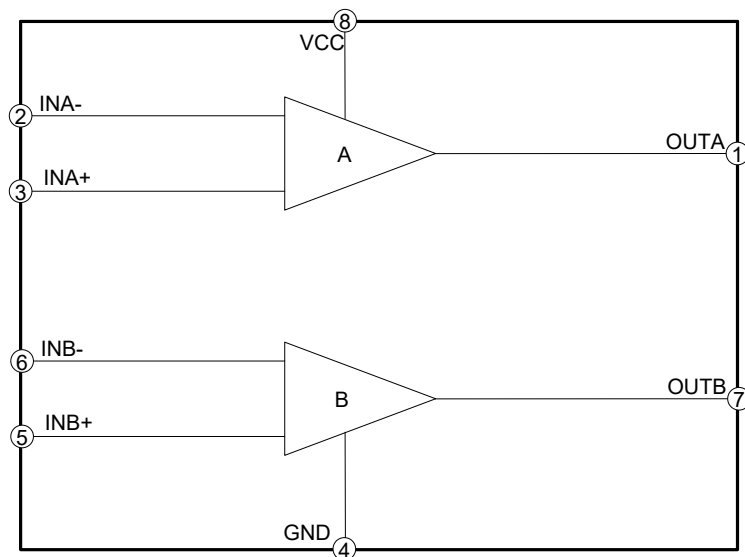 8
VCC
2 INA-
A
OUTA 1
3 INA+
6 INB-
B
OUTB 7
5 INB+
GND
4